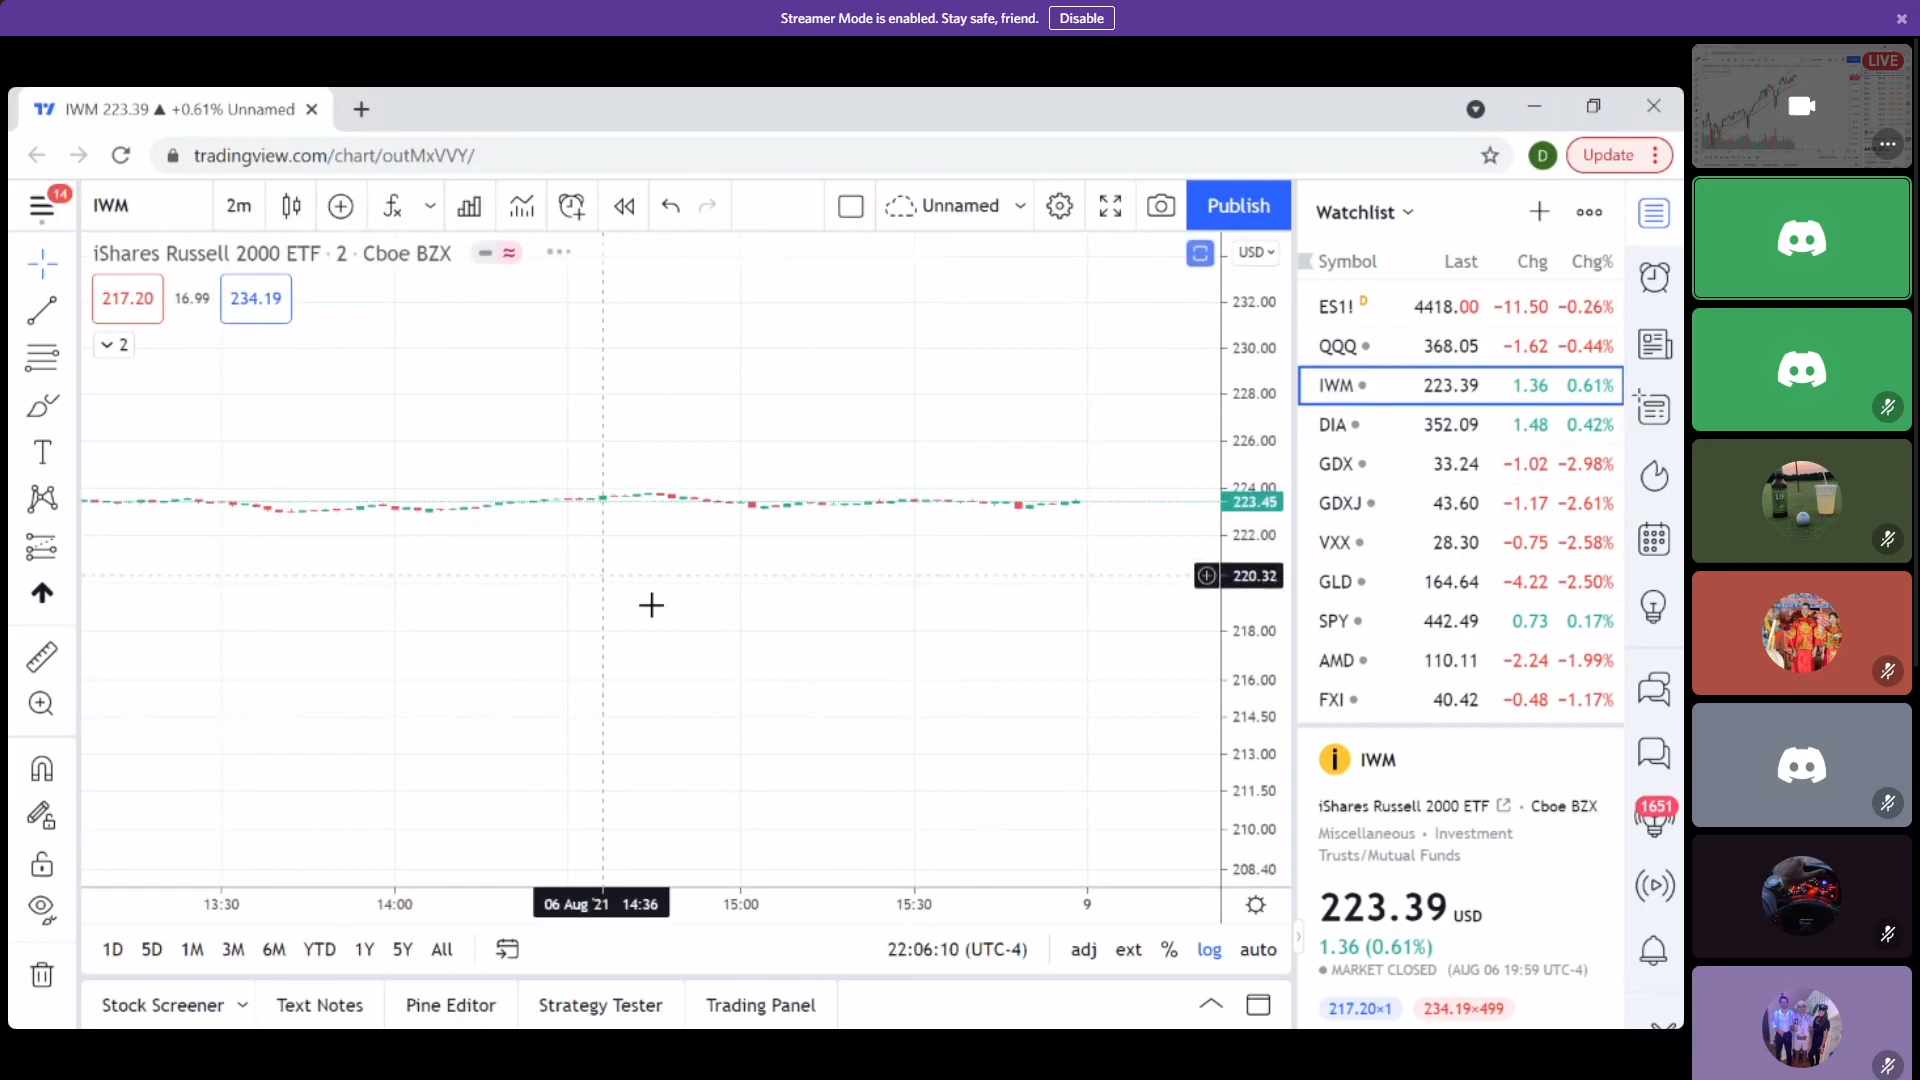 Streamer Mode is enabled. Stay safe, friend. Disable
LIVE
IWM 223.39 ▲ +0.61% Unnamed
tradingview.com/chart/outMxVVY/
D
Update
14
IWM
2m
Unnamed
Publish
iShares Russell 2000 ETF · 2 · Cboe BZX
USD
217.20
16.99
234.19
2
232.00
230.00
228.00
226.00
224.00
223.45
222.00
220.32
218.00
216.00
214.50
213.00
211.50
210.00
208.40
13:30
14:00
06 Aug '21 14:36
15:00
15:30
9
1D 5D 1M 3M 6M YTD 1Y 5Y All
22:06:10 (UTC-4)
adj ext % log auto
Stock Screener
Text Notes
Pine Editor
Strategy Tester
Trading Panel
Watchlist
Symbol Last Chg Chg%
ES1! D 4418.00 −11.50 −0.26%
QQQ 368.05 −1.62 −0.44%
IWM 223.39 1.36 0.61%
DIA 352.09 1.48 0.42%
GDX 33.24 −1.02 −2.98%
GDXJ 43.60 −1.17 −2.61%
VXX 28.30 −0.75 −2.58%
GLD 164.64 −4.22 −2.50%
SPY 442.49 0.73 0.17%
AMD 110.11 −2.24 −1.99%
FXI 40.42 −0.48 −1.17%
IWM
iShares Russell 2000 ETF · Cboe BZX
Miscellaneous • Investment
Trusts/Mutual Funds
223.39 USD
1.36 (0.61%)
MARKET CLOSED (AUG 06 19:59 UTC-4)
217.20×1
234.19×499
1651